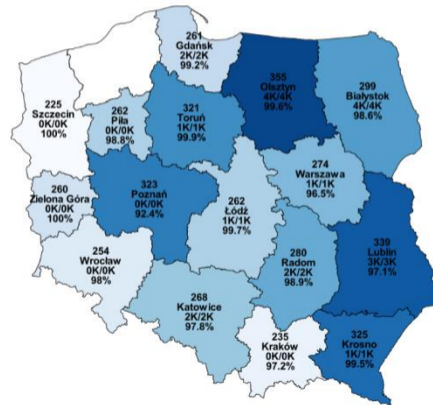 261
Gdańsk
2K/2K
99.2%
355
Olsztyn
4K/4K
99.6%
299
Białystok
4K/4K
98.6%
225
Szczecin
0K/0K
100%
262
Piła
0K/0K
98.8%
321
Toruń
1K/1K
99.9%
274
Warszawa
1K/1K
96.5%
260
Zielona Góra
0K/0K
100%
323
Poznań
0K/0K
92.4%
262
Łódź
1K/1K
99.7%
339
Lublin
3K/3K
97.1%
254
Wrocław
0K/0K
98%
280
Radom
2K/2K
98.9%
268
Katowice
2K/2K
97.8%
235
Kraków
0K/0K
97.2%
325
Krosno
1K/1K
99.5%